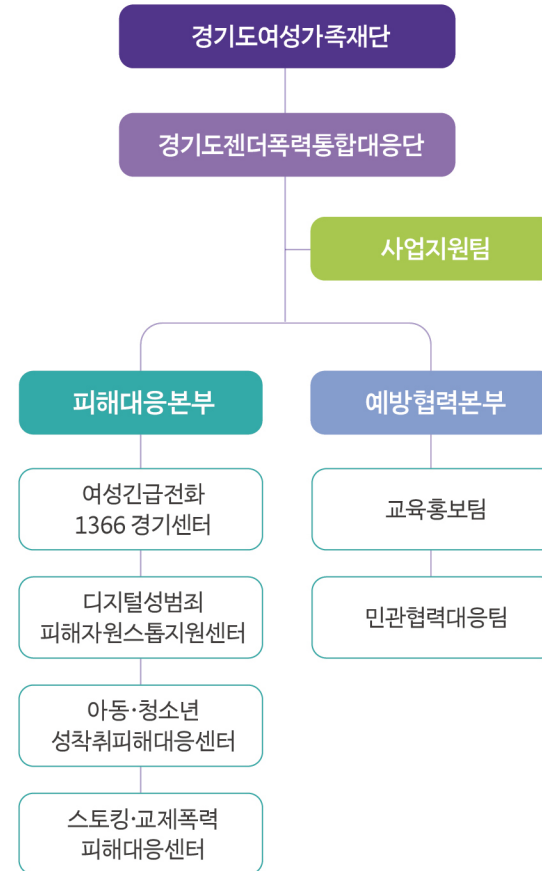 경기도여성가족재단
경기도젠더폭력통합대응단
사업지원팀
피해대응본부
예방협력본부
여성긴급전화
1366 경기센터
교육홍보팀
디지털성범죄
피해자원스톱지원센터
민관협력대응팀
아동·청소년
성착취피해대응센터
스토킹·교제폭력
피해대응센터